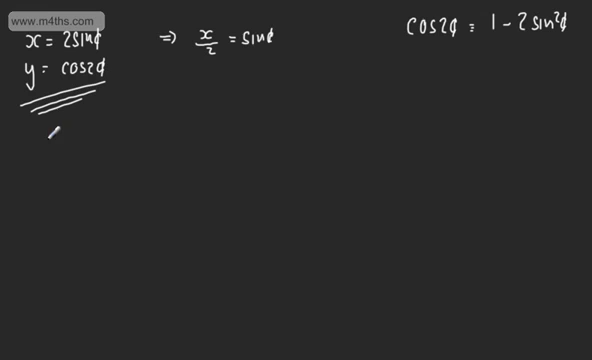 www.m4ths.com
x = 2sinϕ ⇒ x/2 = sinϕ
y = cos2ϕ
cos2ϕ ≡ 1 - 2sin²ϕ